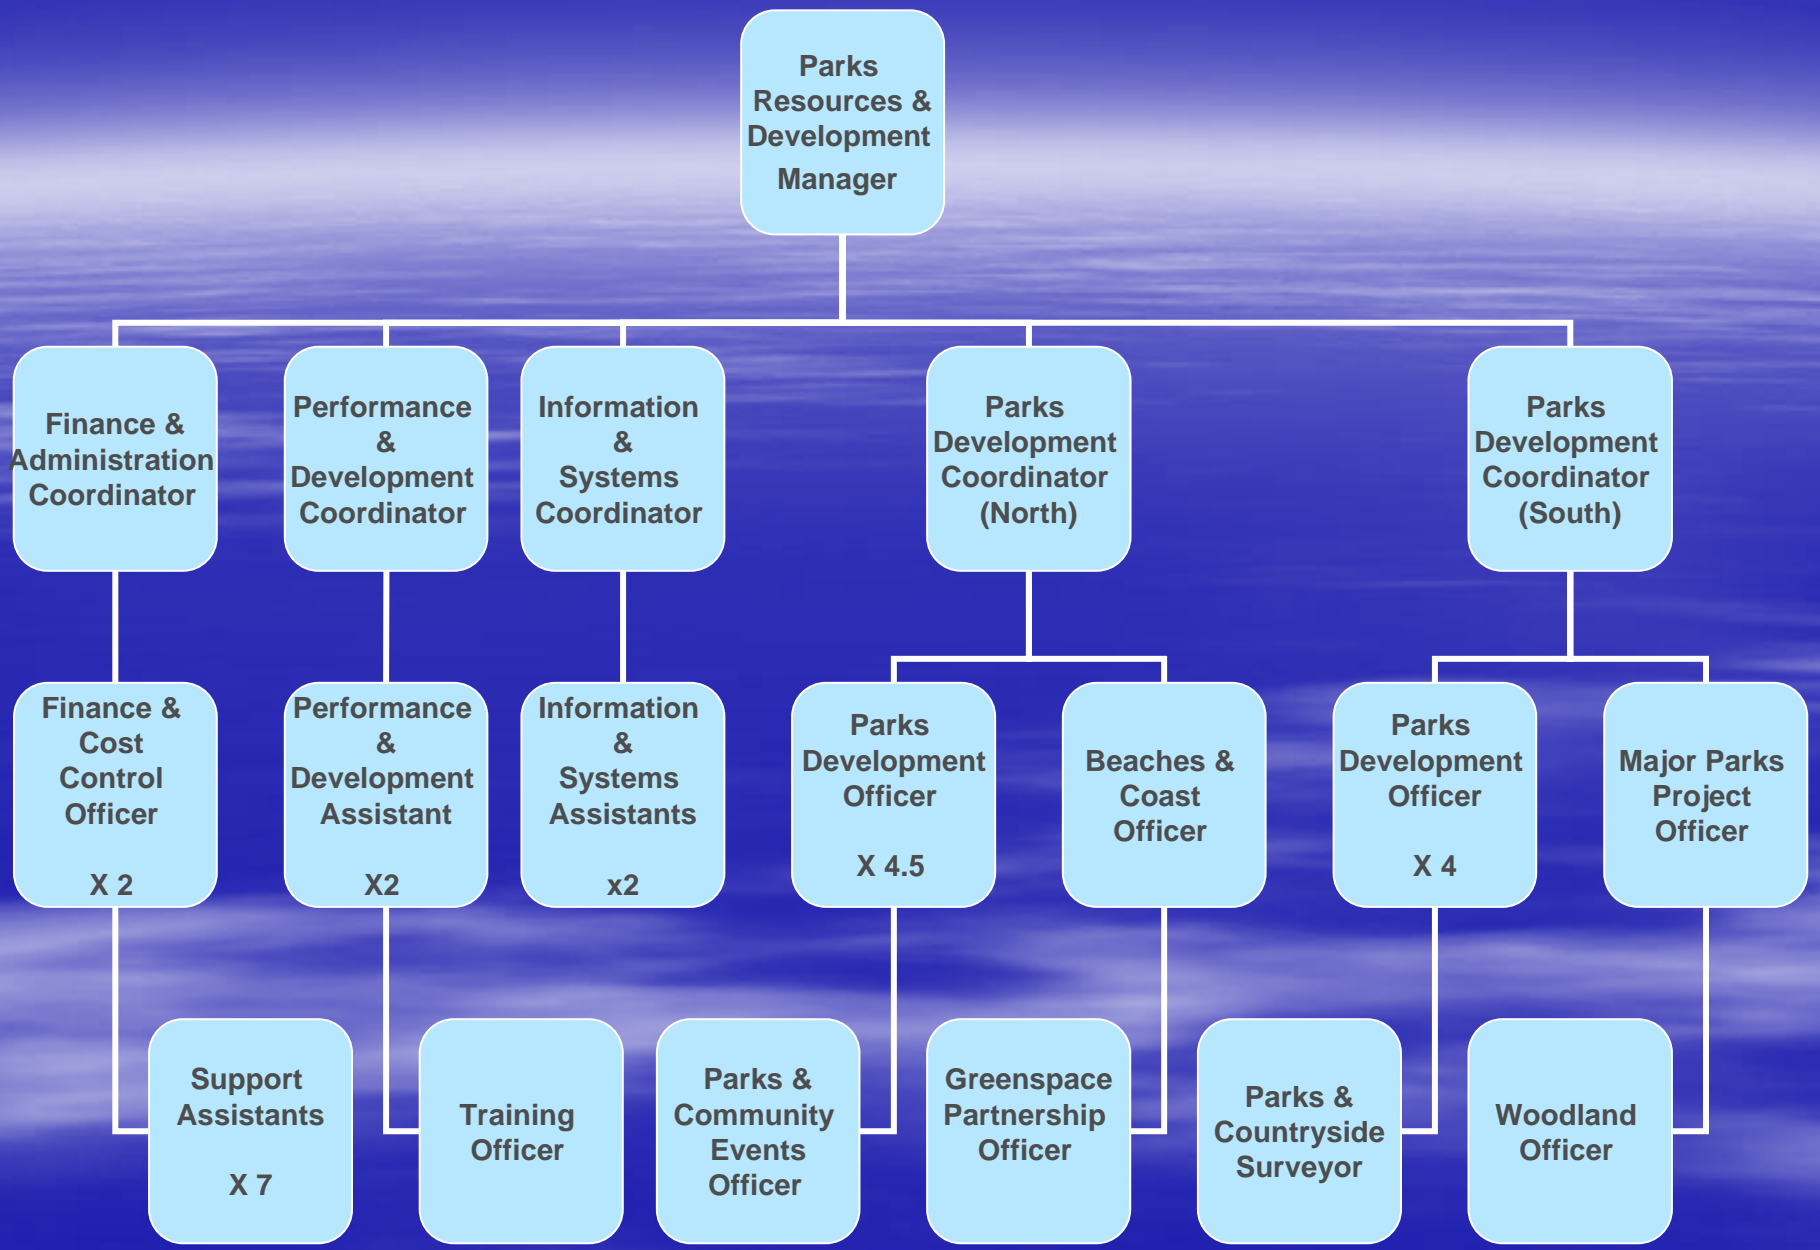 Parks
Resources &
Development
Manager
Finance &
Administration
Coordinator
Performance
&
Development
Coordinator
Information
&
Systems
Coordinator
Parks
Development
Coordinator
(North)
Parks
Development
Coordinator
(South)
Finance &
Cost
Control
Officer
X 2
Performance
&
Development
Assistant
X2
Information
&
Systems
Assistants
x2
Parks
Development
Officer
X 4.5
Beaches &
Coast
Officer
Parks
Development
Officer
X 4
Major Parks
Project
Officer
Support
Assistants
X 7
Training
Officer
Parks &
Community
Events
Officer
Greenspace
Partnership
Officer
Parks &
Countryside
Surveyor
Woodland
Officer